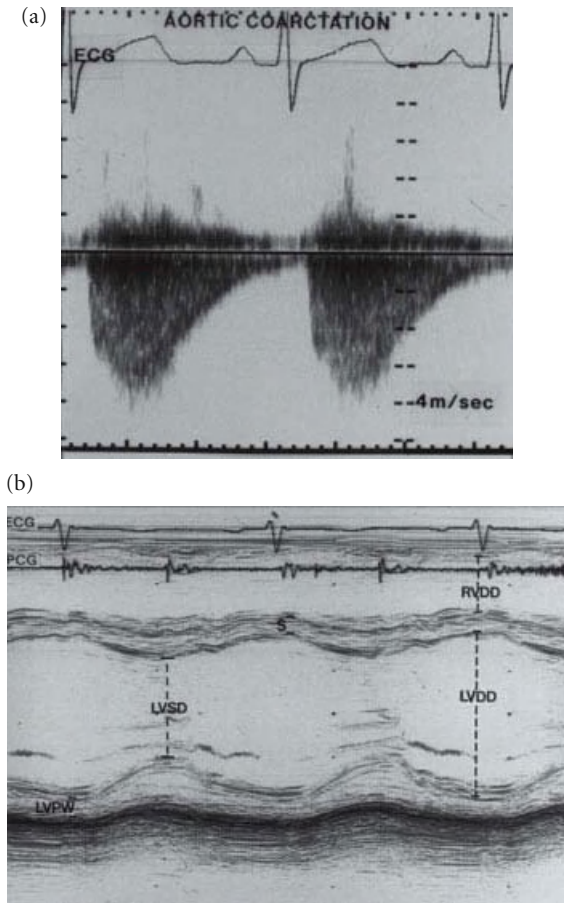 (a)
AORTIC COARCTATION
ECG
4m/sec
(b)
ECG
PCG
RVDD
S
LVSD
LVDD
LVPW